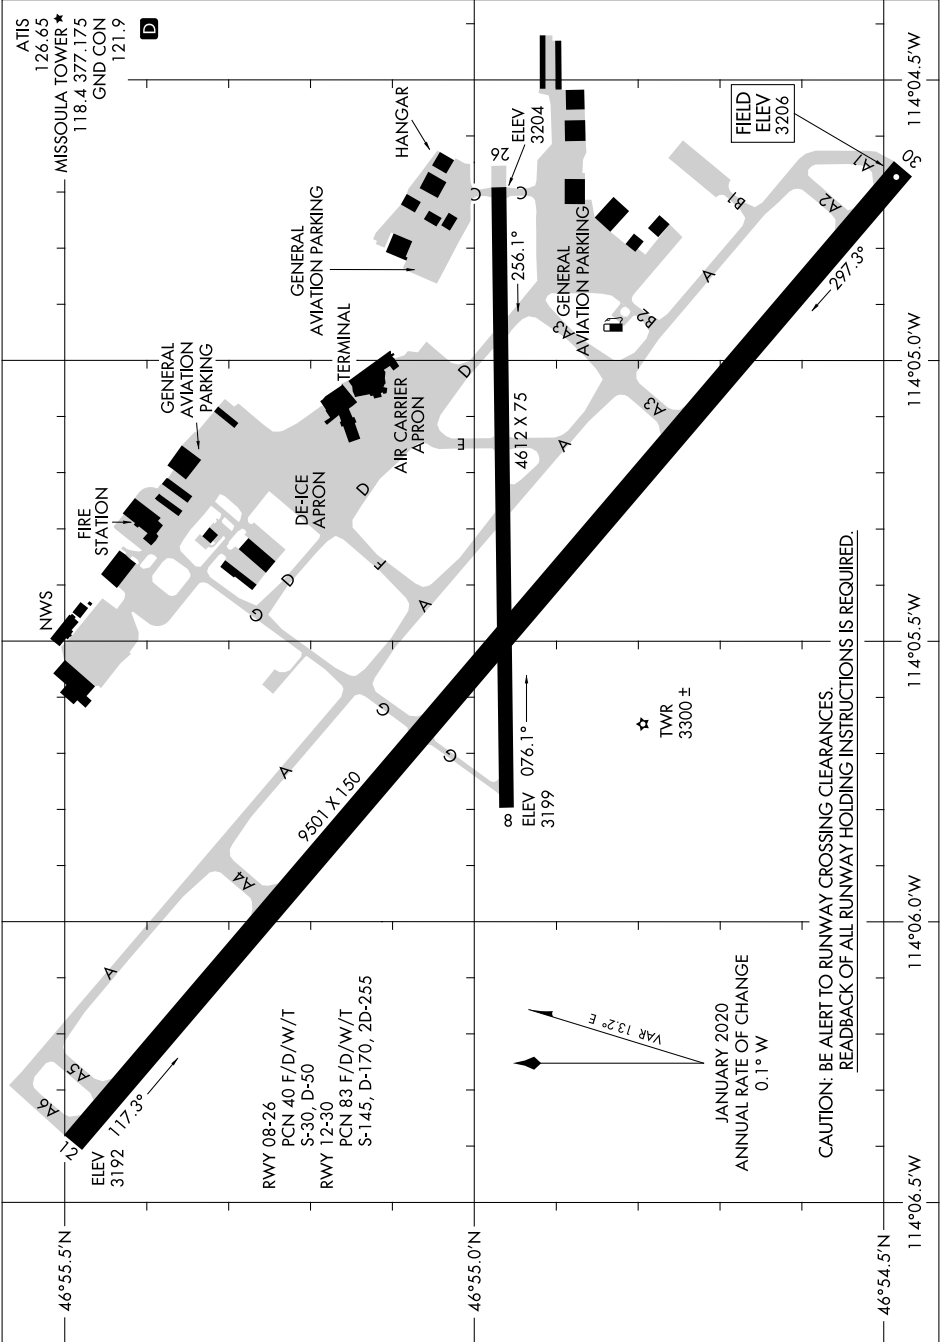 ATIS
126.65
MISSOULA TOWER★
118.4 377.175
GND CON
121.9
D
114°04.5'W
114°05.0'W
114°05.5'W
114°06.0'W
114°06.5'W
46°55.5'N
46°55.0'N
46°54.5'N
HANGAR
GENERAL
AVIATION PARKING
26
ELEV
3204
FIELD
ELEV
3206
GENERAL
AVIATION PARKING
TERMINAL
AIR CARRIER
APRON
GENERAL
AVIATION
PARKING
DE-ICE
APRON
FIRE
STATION
NWS
C
C
256.1°
4612 X 75
A3
B2
B1
A
A2
A1
30
297.3°
A3
D
E
A
D
F
D
G
A
G
G
A
9501 X 150
A4
A
A5
A6
12
ELEV
3192
117.3°
8
ELEV
3199
076.1°
TWR
3300 ±
RWY 08-26
PCN 40 F/D/W/T
S-30, D-50
RWY 12-30
PCN 83 F/D/W/T
S-145, D-170, 2D-255
VAR 13.2° E
JANUARY 2020
ANNUAL RATE OF CHANGE
0.1° W
CAUTION: BE ALERT TO RUNWAY CROSSING CLEARANCES.
READBACK OF ALL RUNWAY HOLDING INSTRUCTIONS IS REQUIRED.